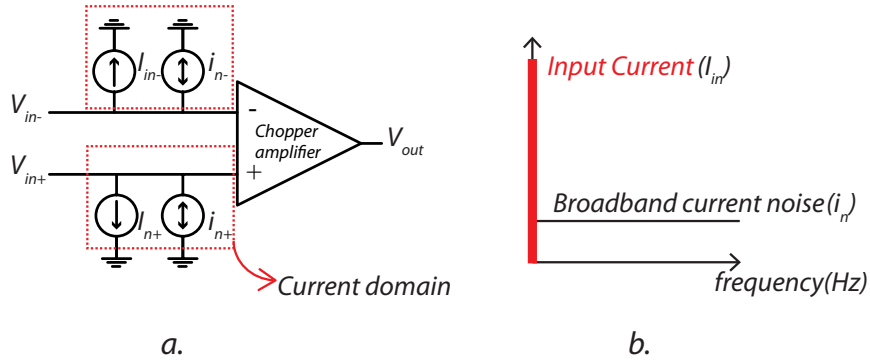 I_in- i_n-
V_in-
-
Chopper
amplifier
V_out
V_in+
+
I_n+ i_n+
Current domain
a.
Input Current (I_in)
Broadband current noise (i_n)
frequency(Hz)
b.